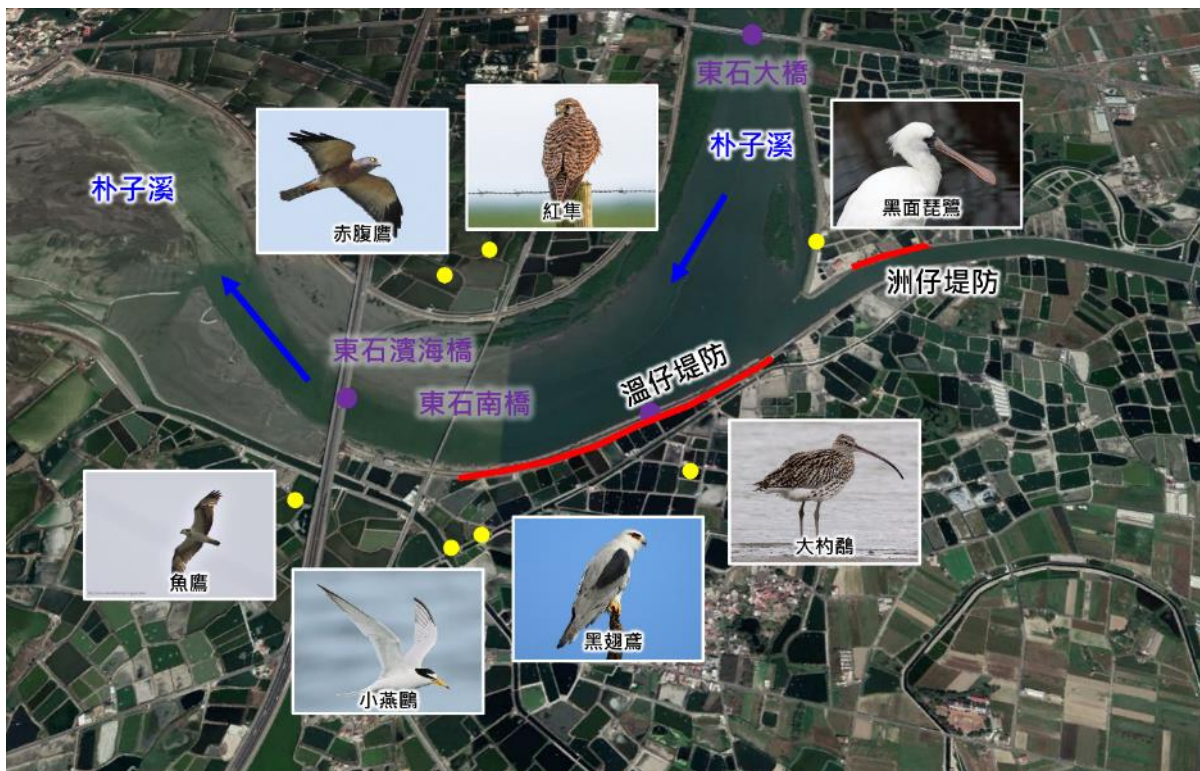 東石大橋
朴子溪
朴子溪
赤腹鷹
紅隼
黑面琵鷺
洲仔堤防
東石濱海橋
東石南橋
溫仔堤防
魚鷹
小燕鷗
黑翅鳶
大杓鷸